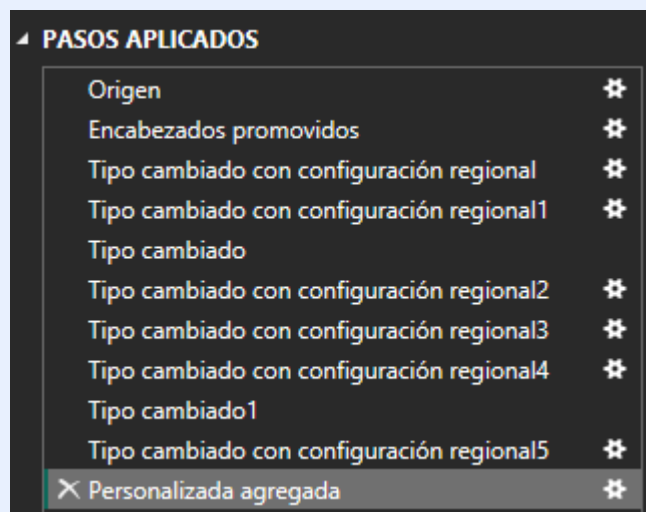 PASOS APLICADOS
Origen
Encabezados promovidos
Tipo cambiado con configuración regional
Tipo cambiado con configuración regional1
Tipo cambiado
Tipo cambiado con configuración regional2
Tipo cambiado con configuración regional3
Tipo cambiado con configuración regional4
Tipo cambiado1
Tipo cambiado con configuración regional5
Personalizada agregada